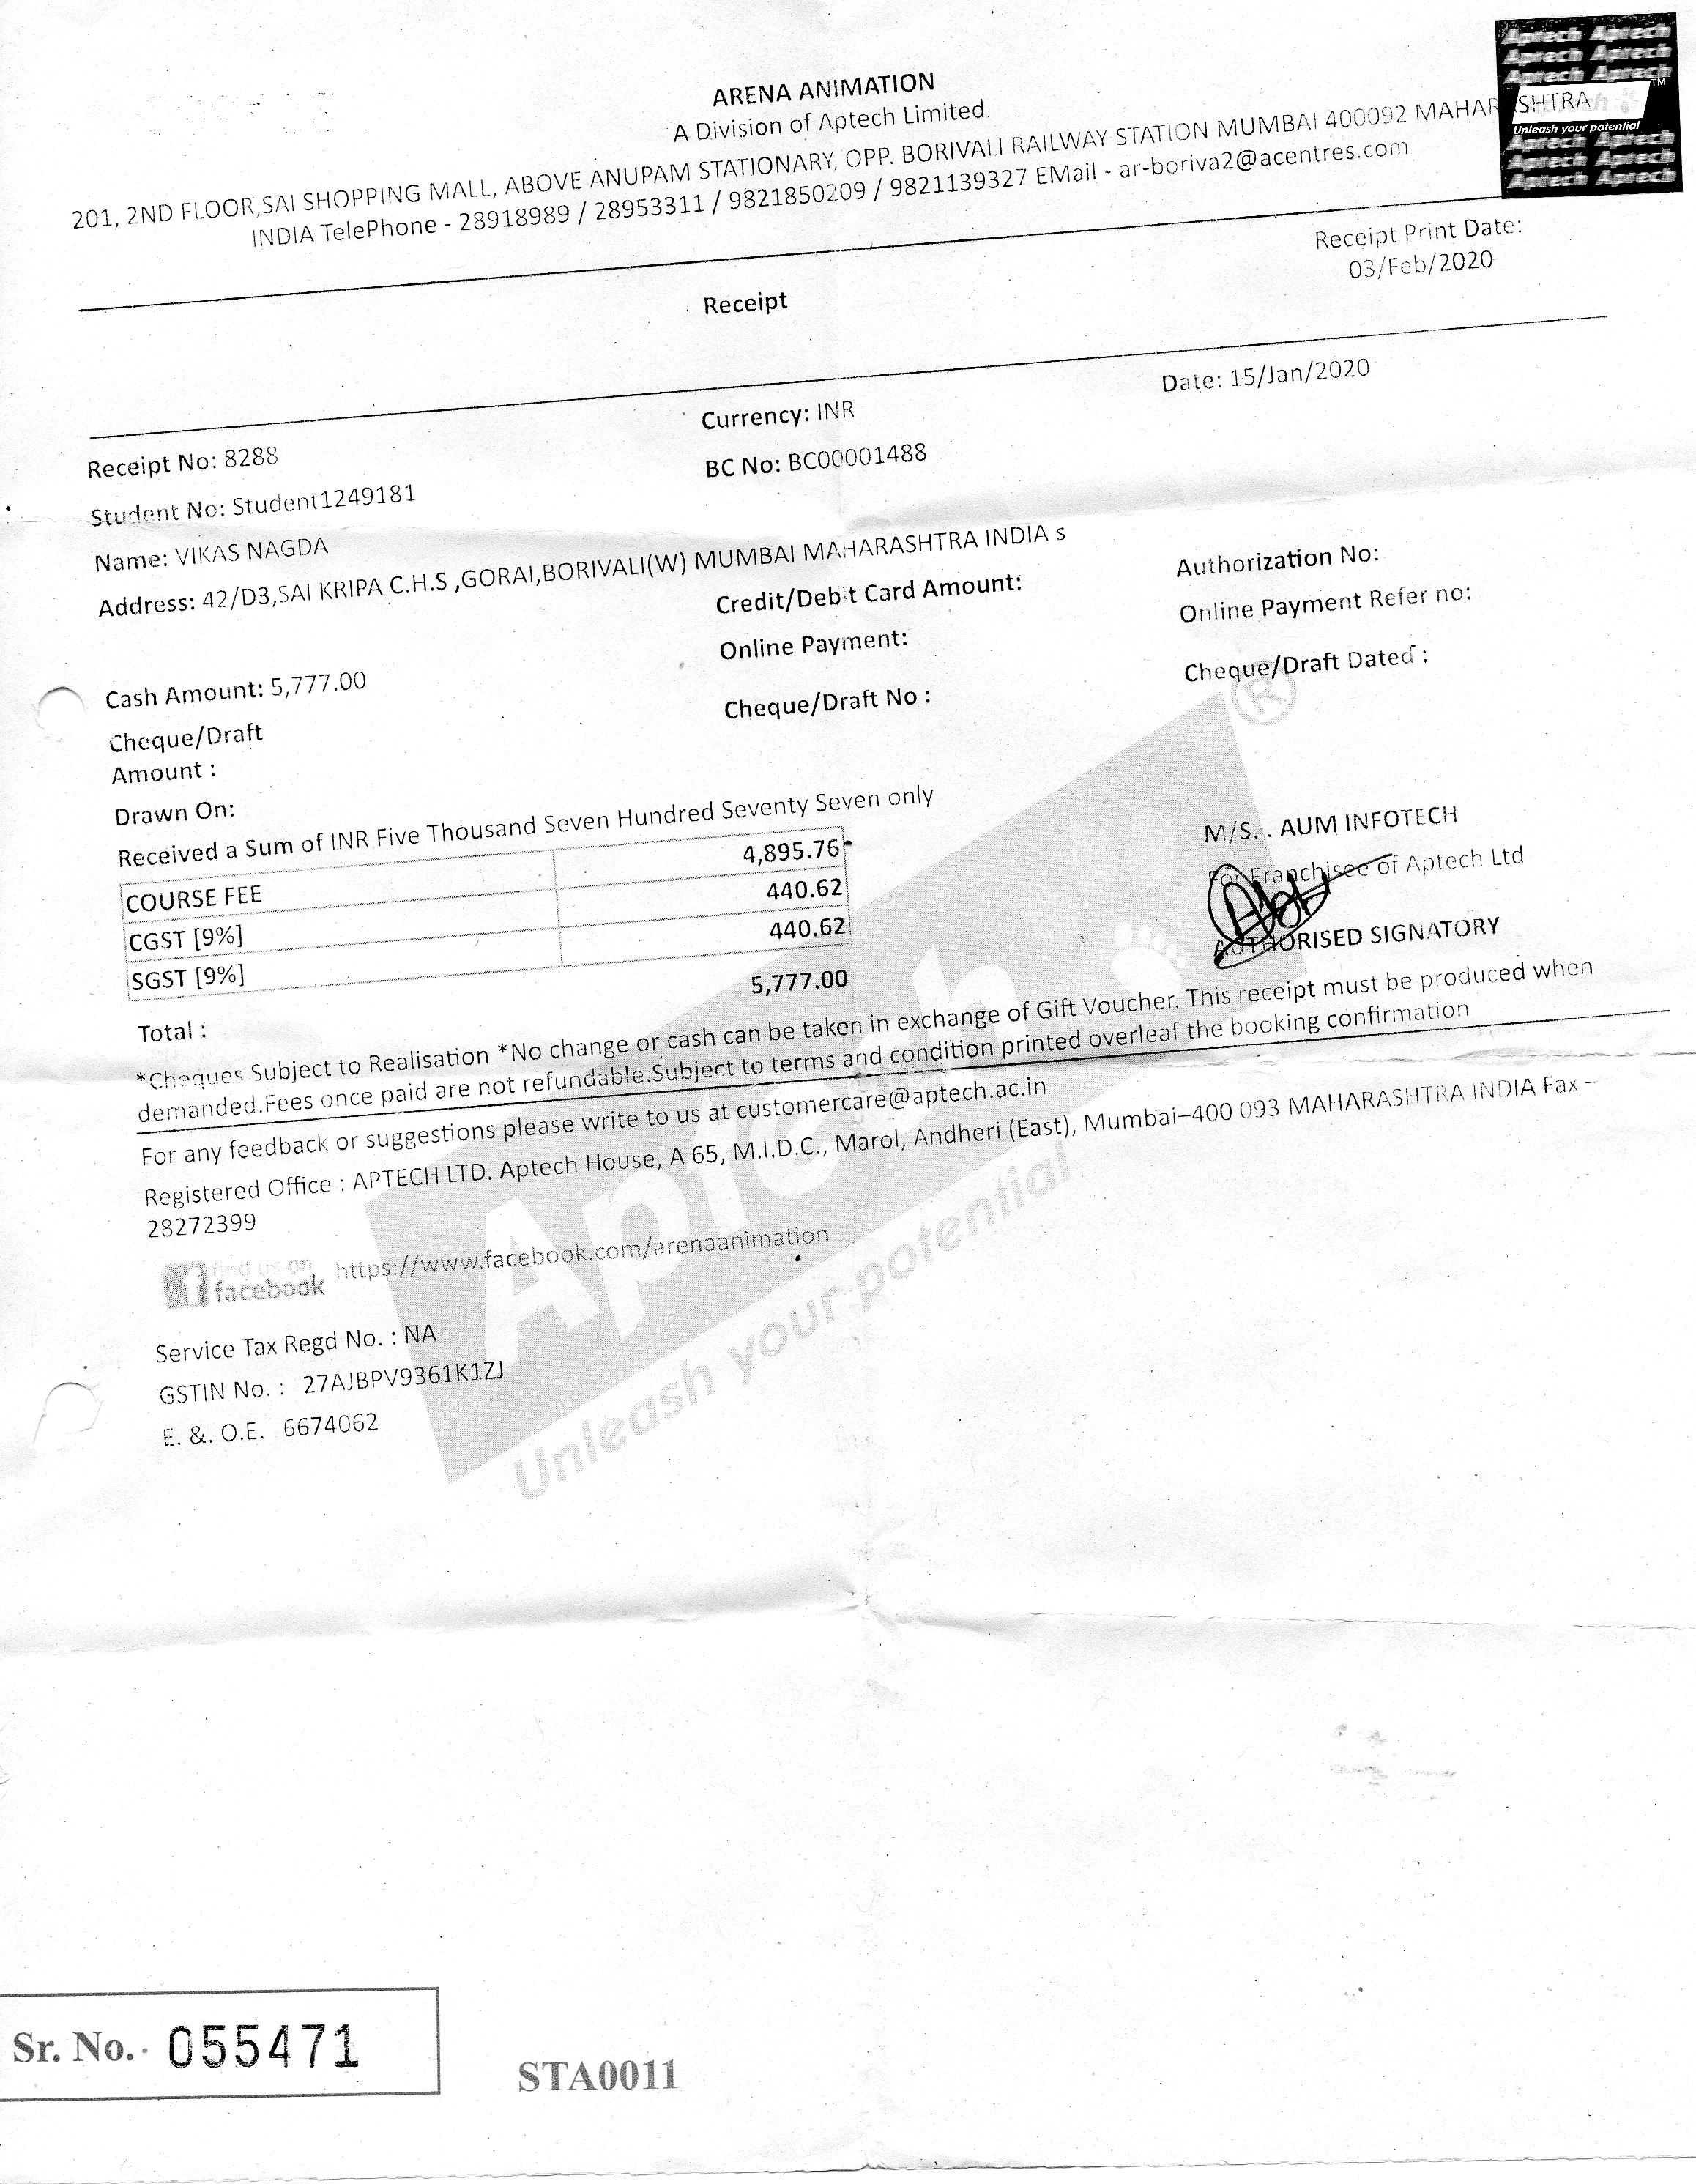 Aptech Aptech
Aptech Aptech
Aptech Aptech
TM
Unleash your potential
Aptech Aptech
Aptech Aptech
Aptech Aptech
ARENA ANIMATION
A Division of Aptech Limited
201, 2ND FLOOR,SAI SHOPPING MALL, ABOVE ANUPAM STATIONARY, OPP. BORIVALI RAILWAY STATION MUMBAI 400092 MAHARASHTRA
INDIA TelePhone - 28918989 / 28953311 / 9821850209 / 9821139327 EMail - ar-boriva2@acentres.com
Receipt Print Date:
03/Feb/2020
Receipt
Receipt No: 8288 Currency: INR Date: 15/Jan/2020
Student No: Student1249181 BC No: BC00001488
Name: VIKAS NAGDA
Address: 42/D3,SAI KRIPA C.H.S ,GORAI,BORIVALI(W) MUMBAI MAHARASHTRA INDIA s
Cash Amount: 5,777.00 Credit/Debit Card Amount: Authorization No:
Online Payment: Online Payment Refer no:
Cheque/Draft
Amount : Cheque/Draft No : Cheque/Draft Dated :
Drawn On:
Received a Sum of INR Five Thousand Seven Hundred Seventy Seven only
COURSE FEE 4,895.76
CGST [9%] 440.62
SGST [9%] 440.62
Total : 5,777.00
M/S. . AUM INFOTECH
For Franchisee of Aptech Ltd
AUTHORISED SIGNATORY
*Cheques Subject to Realisation *No change or cash can be taken in exchange of Gift Voucher. This receipt must be produced when
demanded.Fees once paid are not refundable.Subject to terms and condition printed overleaf the booking confirmation
For any feedback or suggestions please write to us at customercare@aptech.ac.in
Registered Office : APTECH LTD. Aptech House, A 65, M.I.D.C., Marol, Andheri (East), Mumbai–400 093 MAHARASHTRA INDIA Fax –
28272399
find us on
facebook https://www.facebook.com/arenaanimation
Service Tax Regd No. : NA
GSTIN No. : 27AJBPV9361K1ZJ
E. &. O.E. 6674062
Aptech ®
Unleash your potential
Sr. No. 055471
STA0011